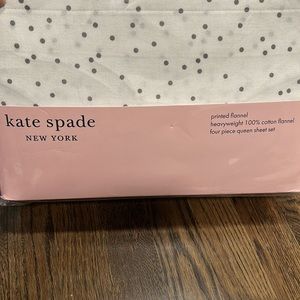 kate spade
NEW YORK
printed flannel
heavyweight 100% cotton flannel
four piece queen sheet set